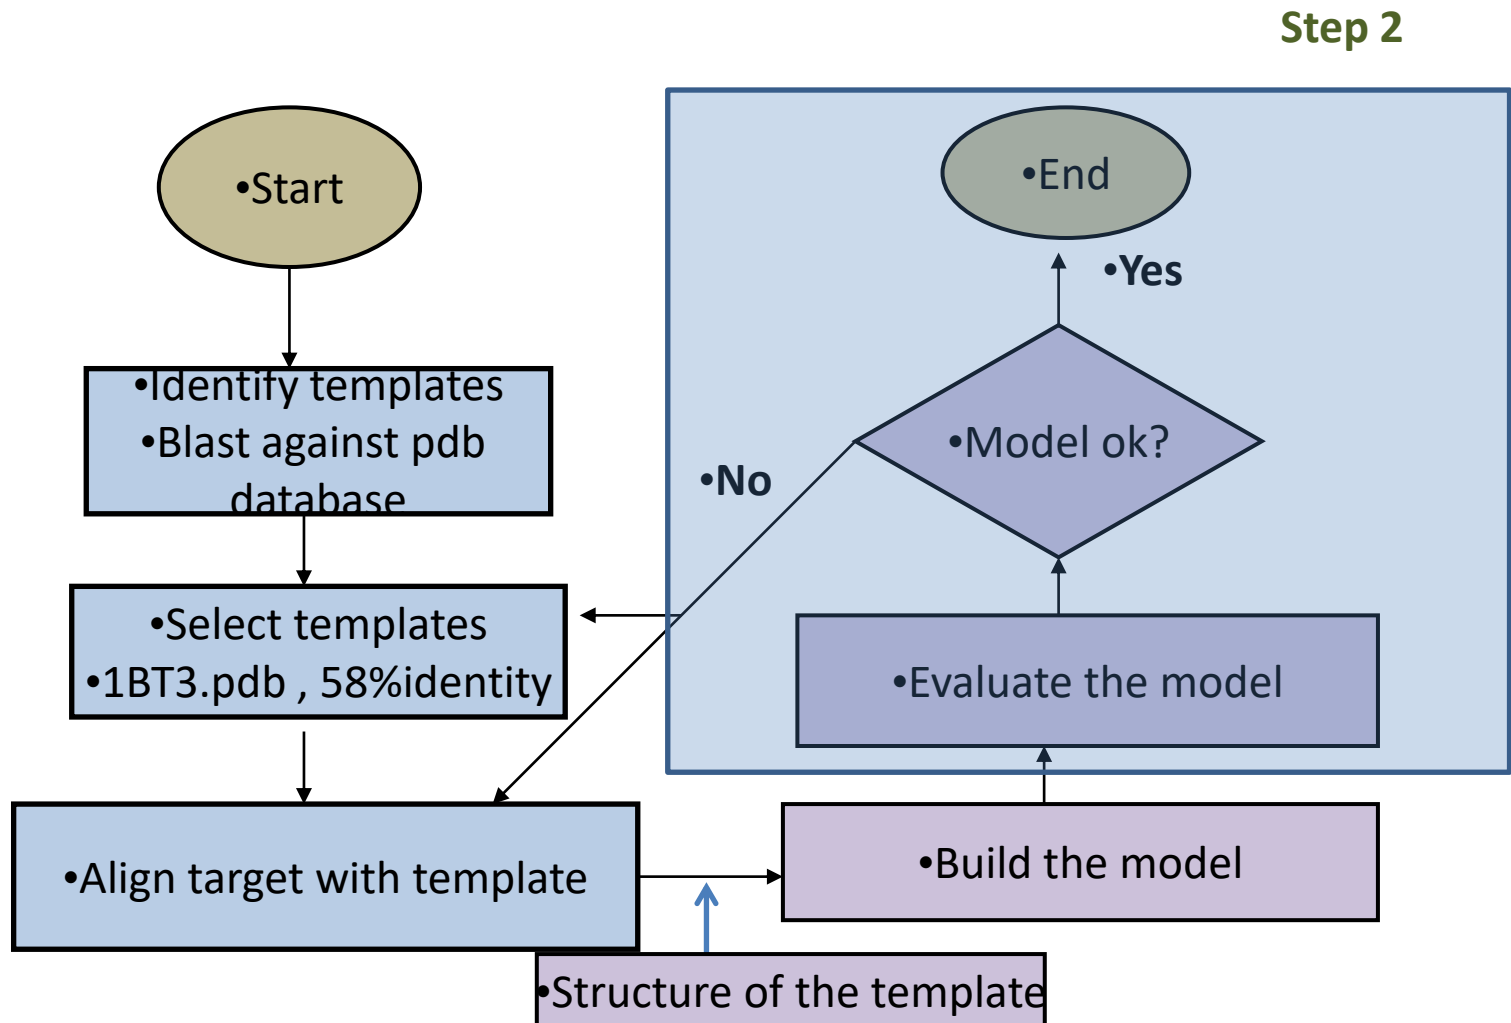 Step 2
•Start
•End
•Yes
•Identify templates
•Blast against pdb
database
•Model ok?
•No
•Select templates
•1BT3.pdb , 58%identity
•Evaluate the model
•Align target with template
•Build the model
•Structure of the template